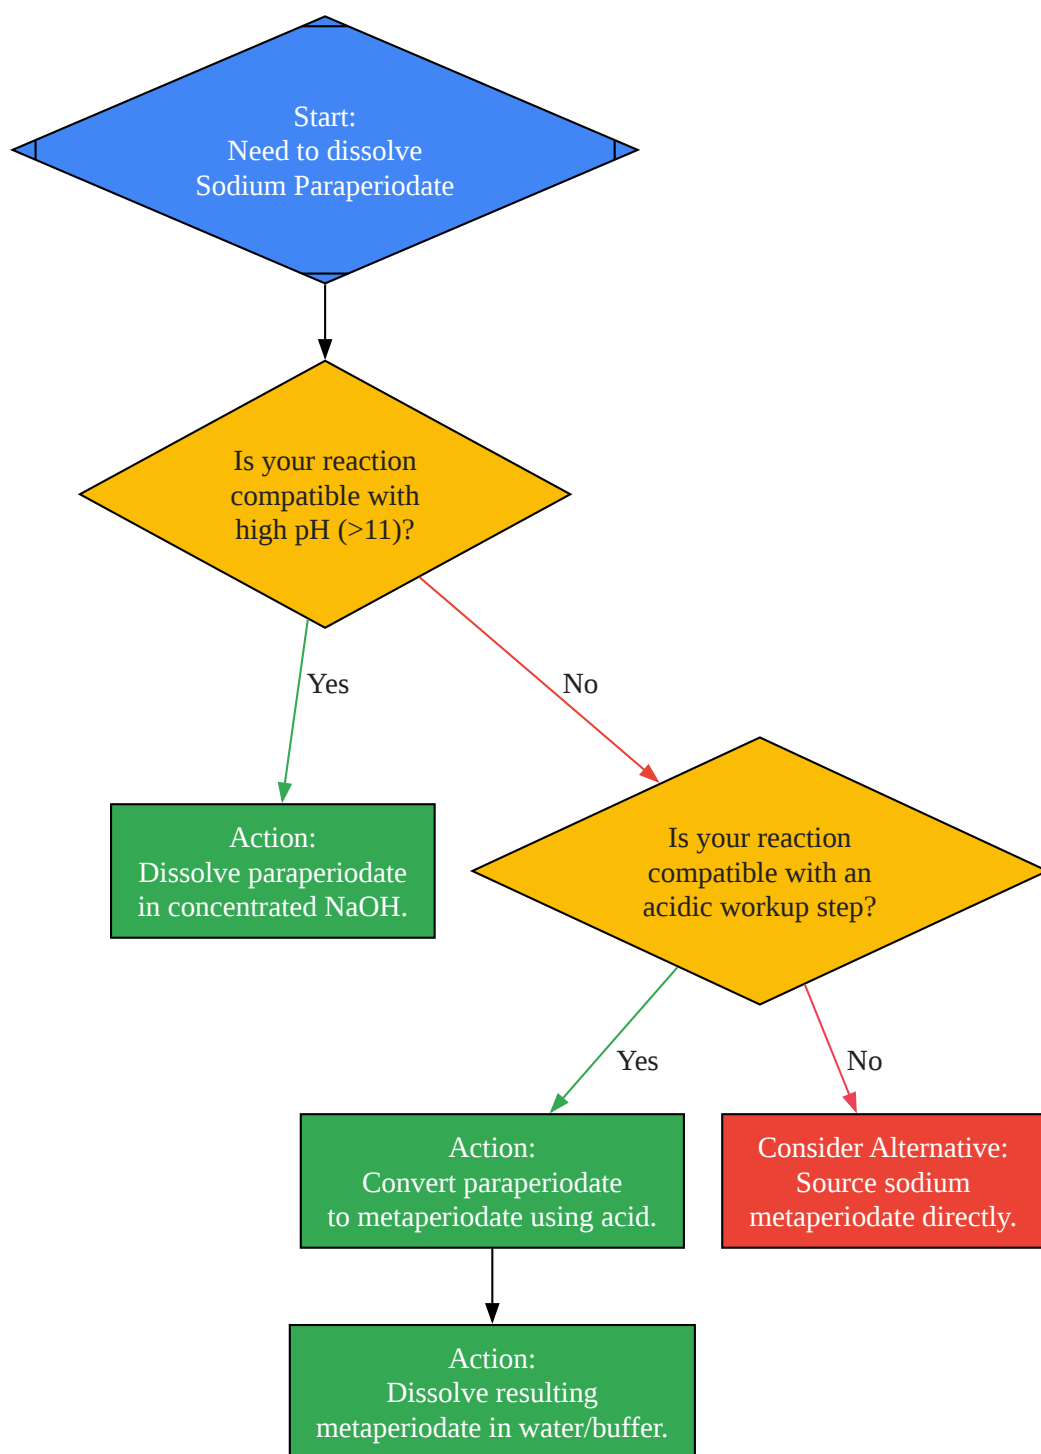 Start:
Need to dissolve
Sodium Paraperiodate
Is your reaction
compatible with
high pH (>11)?
Yes
No
Action:
Dissolve paraperiodate
in concentrated NaOH.
Is your reaction
compatible with an
acidic workup step?
Yes
No
Action:
Convert paraperiodate
to metaperiodate using acid.
Consider Alternative:
Source sodium
metaperiodate directly.
Action:
Dissolve resulting
metaperiodate in water/buffer.